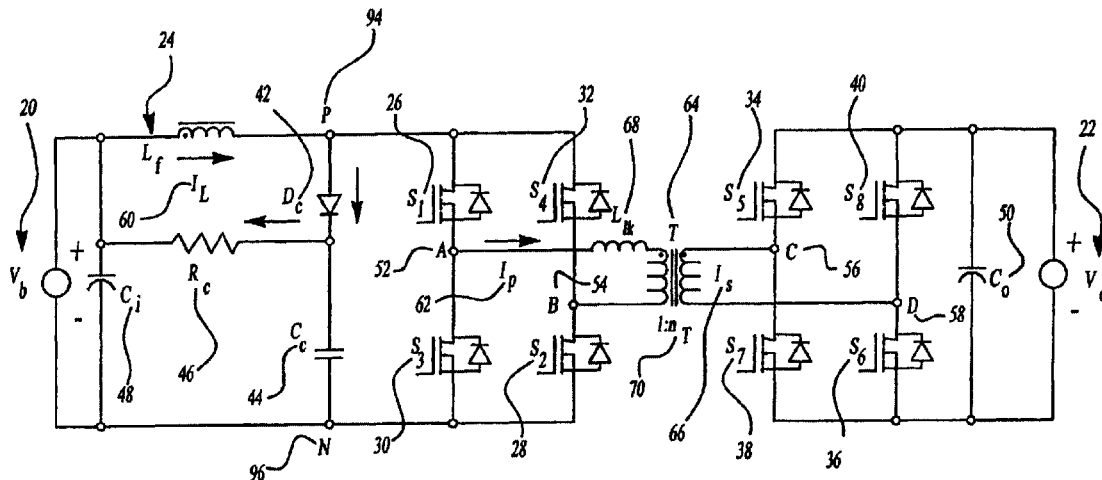 94
24
20
42
P
26
32
68
64
34
40
22
L_f
I_L
60
D_c
S_1
S_4
L_lk
T
S_5
S_8
50
V_b
+
-
C_i
R_c
52
A
I_p
62
B
54
I_s
C
56
D
58
C_o
+
-
1:n_T
C_c
S_3
S_2
S_7
S_6
48
46
44
N
96
30
28
70
66
38
36